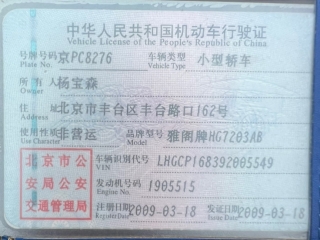 中华人民共和国机动车行驶证
Vehicle License of the People's Republic of China
号牌号码 京PC8276 车辆类型 小型轿车
Plate No. Vehicle Type
所有人 杨宝森
Owner
住址 北京市丰台区丰台路口162号
Address
使用性质 非营运 品牌型号 雅阁牌HG7203AB
Use Character Model
北京市公安局公安交通管理局
车辆识别代号 LHGCP168392005549
VIN
发动机号码 1905515
Engine No.
注册日期 2009-03-18 发证日期 2009-03-18
Register Date Issue Date